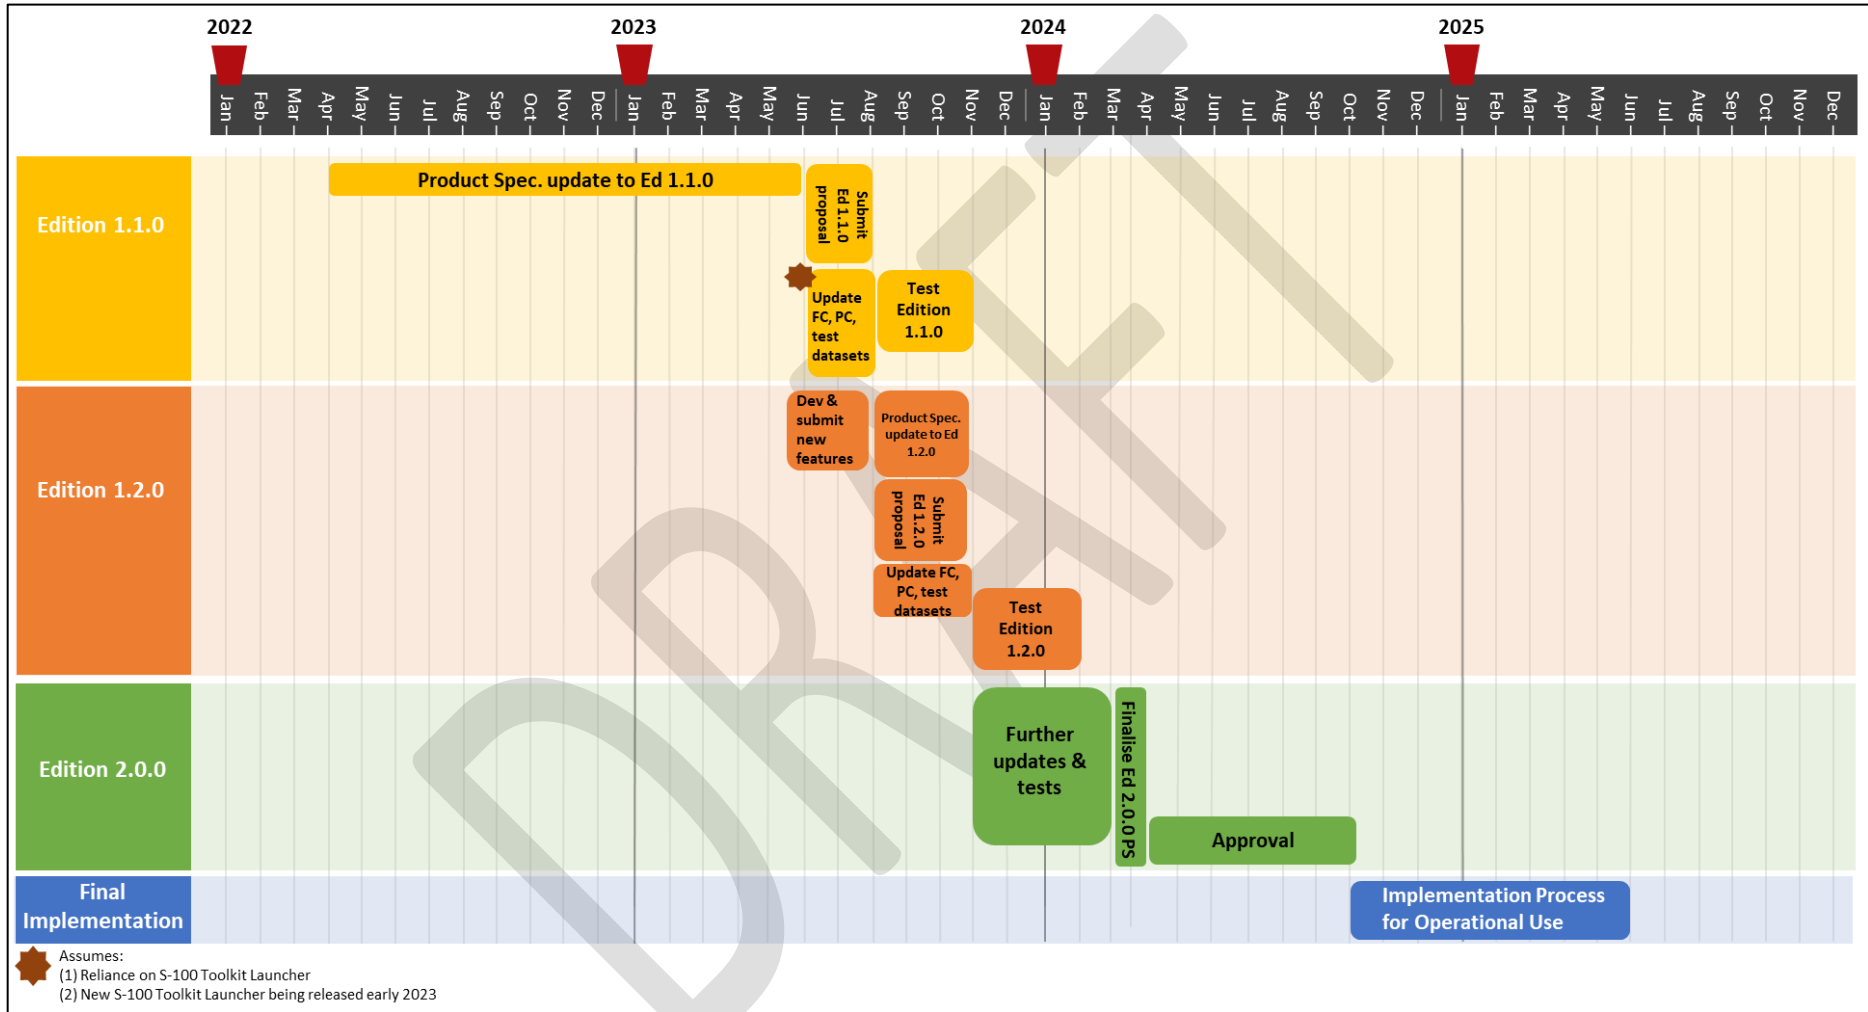 2022
2023
2024
2025
Jan Feb Mar Apr May Jun Jul Aug Sep Oct Nov Dec Jan Feb Mar Apr May Jun Jul Aug Sep Oct Nov Dec Jan Feb Mar Apr May Jun Jul Aug Sep Oct Nov Dec Jan Feb Mar Apr May Jun Jul Aug Sep Oct Nov Dec
DRAFT
Edition 1.1.0
Product Spec. update to Ed 1.1.0
Submit
Ed 1.1.0
proposal
Update
FC, PC,
test
datasets
Test
Edition
1.1.0
Edition 1.2.0
Dev &
submit
new
features
Product Spec.
update to Ed
1.2.0
Submit
Ed 1.2.0
proposal
Update FC,
PC, test
datasets
Test
Edition
1.2.0
Edition 2.0.0
Further
updates &
tests
Finalise Ed 2.0.0 PS
Approval
Final
Implementation
Implementation Process
for Operational Use
Assumes:
(1) Reliance on S-100 Toolkit Launcher
(2) New S-100 Toolkit Launcher being released early 2023